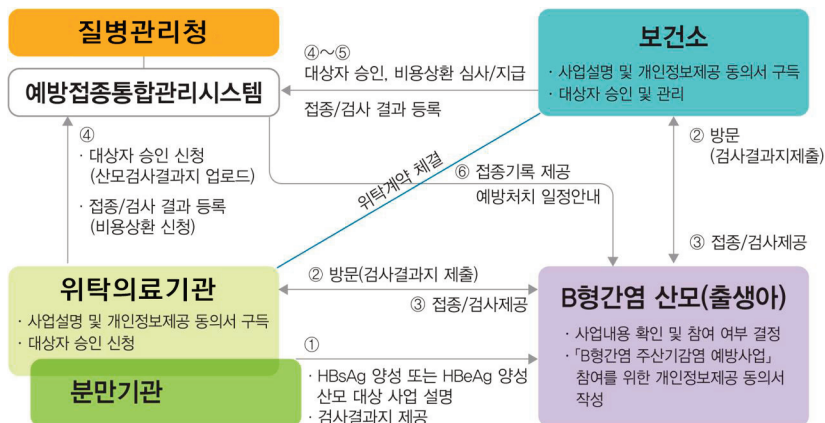 질병관리청
예방접종통합관리시스템
④~⑤
대상자 승인, 비용상환 심사/지급
접종/검사 결과 등록
보건소
· 사업설명 및 개인정보제공 동의서 구득
· 대상자 승인 및 관리
④
· 대상자 승인 신청
(산모검사결과지 업로드)
· 접종/검사 결과 등록
(비용상환 신청)
위탁계약 체결
⑥ 접종기록 제공
예방처치 일정안내
② 방문
(검사결과지제출)
③ 접종/검사제공
위탁의료기관
· 사업설명 및 개인정보제공 동의서 구득
· 대상자 승인 신청
분만기관
② 방문(검사결과지 제출)
③ 접종/검사제공
①
· HBsAg 양성 또는 HBeAg 양성
산모 대상 사업 설명
· 검사결과지 제공
B형간염 산모(출생아)
· 사업내용 확인 및 참여 여부 결정
· 「B형간염 주산기감염 예방사업」
참여를 위한 개인정보제공 동의서
작성